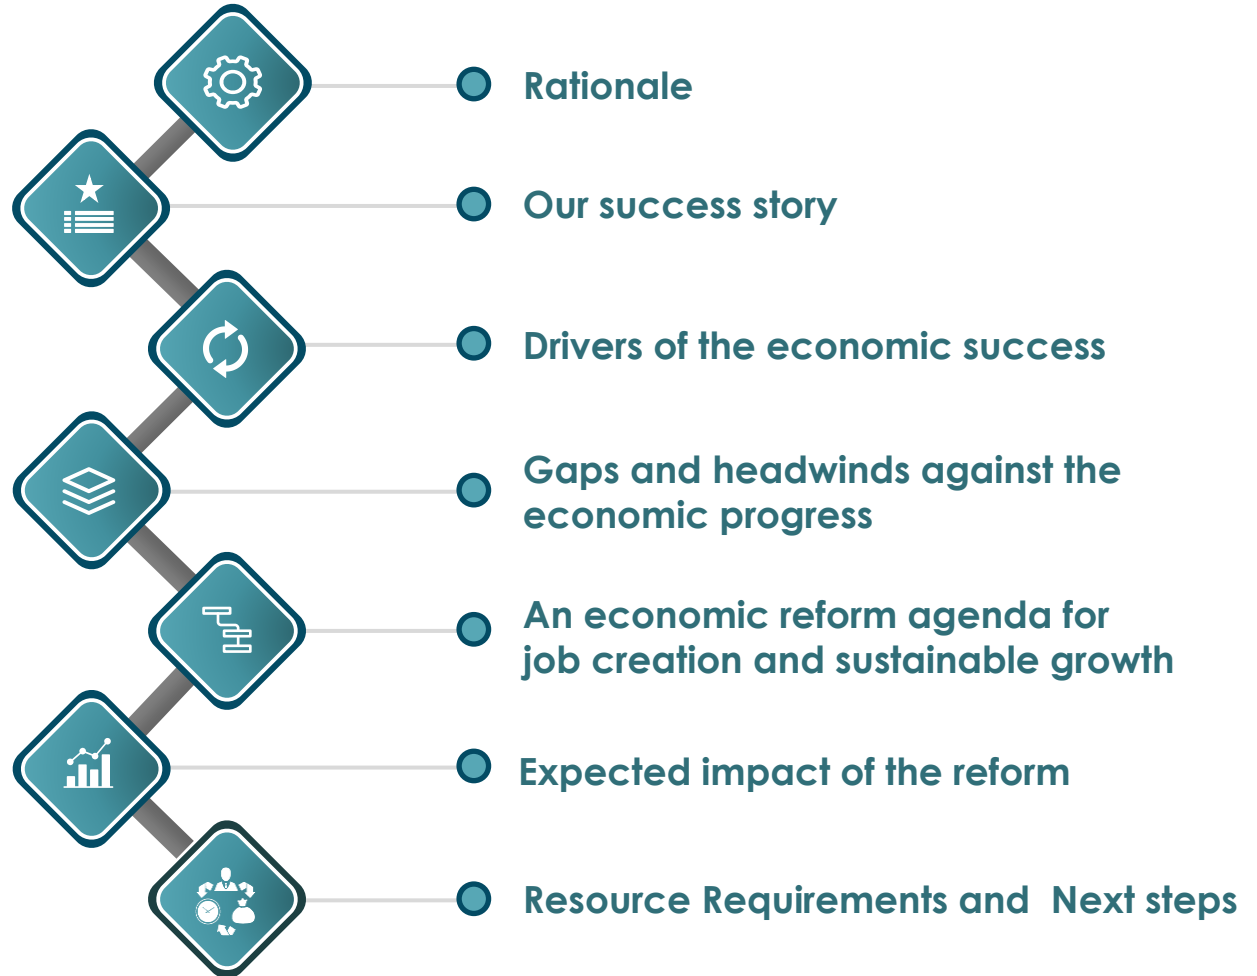 Rationale
Our success story
Drivers of the economic success
Gaps and headwinds against the
economic progress
An economic reform agenda for
job creation and sustainable growth
Expected impact of the reform
Resource Requirements and  Next steps